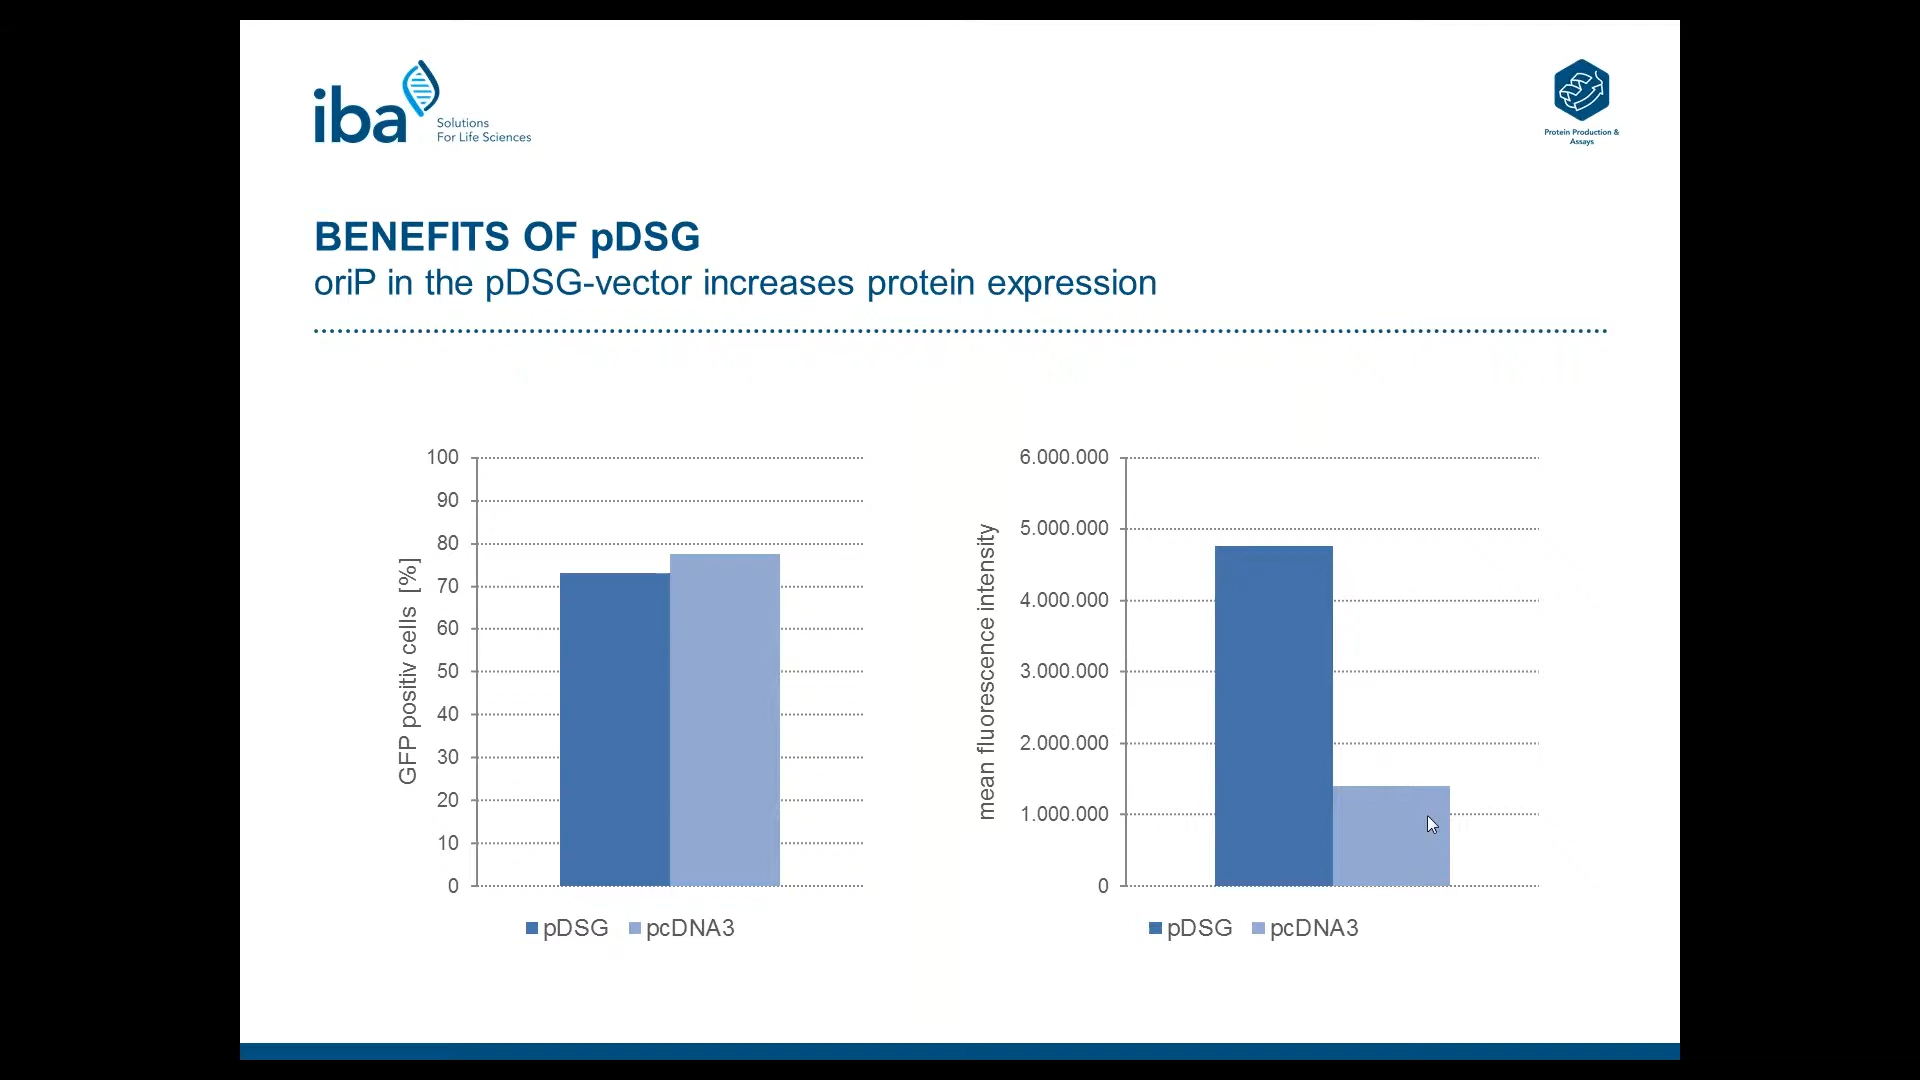 iba
Solutions
For Life Sciences
Protein Production &
Assays
BENEFITS OF pDSG
oriP in the pDSG-vector increases protein expression
GFP positiv cells [%]
100
90
80
70
60
50
40
30
20
10
0
pDSG pcDNA3
mean fluorescence intensity
6.000.000
5.000.000
4.000.000
3.000.000
2.000.000
1.000.000
0
pDSG pcDNA3